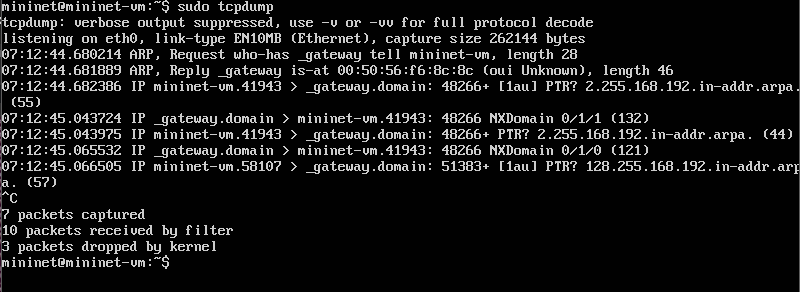 mininet@mininet-vm:~$ sudo tcpdump
tcpdump: verbose output suppressed, use -v or -vv for full protocol decode
listening on eth0, link-type EN10MB (Ethernet), capture size 262144 bytes
07:12:44.680214 ARP, Request who-has _gateway tell mininet-vm, length 28
07:12:44.681889 ARP, Reply _gateway is-at 00:50:56:f6:8c:8c (oui Unknown), length 46
07:12:44.682386 IP mininet-vm.41943 > _gateway.domain: 48266+ [1au] PTR? 2.255.168.192.in-addr.arpa.
 (55)
07:12:45.043724 IP _gateway.domain > mininet-vm.41943: 48266 NXDomain 0/1/1 (132)
07:12:45.043975 IP mininet-vm.41943 > _gateway.domain: 48266+ PTR? 2.255.168.192.in-addr.arpa. (44)
07:12:45.065532 IP _gateway.domain > mininet-vm.41943: 48266 NXDomain 0/1/0 (121)
07:12:45.066505 IP mininet-vm.58107 > _gateway.domain: 51383+ [1au] PTR? 128.255.168.192.in-addr.arp
a. (57)
^C
7 packets captured
10 packets received by filter
3 packets dropped by kernel
mininet@mininet-vm:~$